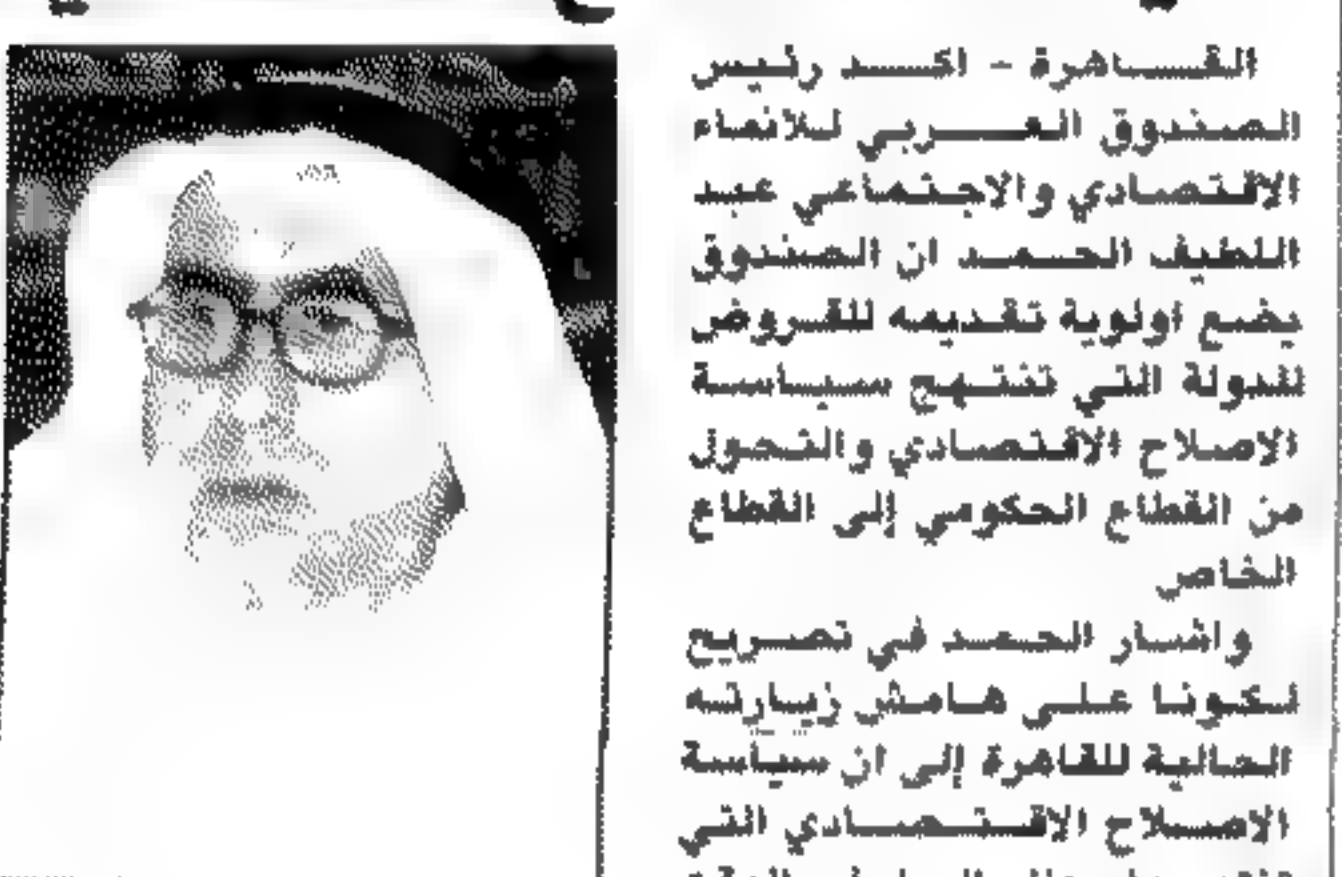 القاهرة - اكد رئيس
الصندوق العربي للانماء
الاقتصادي والاجتماعي عبد
اللطيف الحمد ان الصندوق
يضع اولوية تقديمه للقروض
للدولة التي تنتهج سياسة
الاصلاح الاقتصادي والتحول
من القطاع الحكومي إلى القطاع
الخاص
واشار الحمد في تصريح
لكونا على هامش زيارته
الحالية للقاهرة إلى ان سياسة
الاصلاح الاقتصادي التي